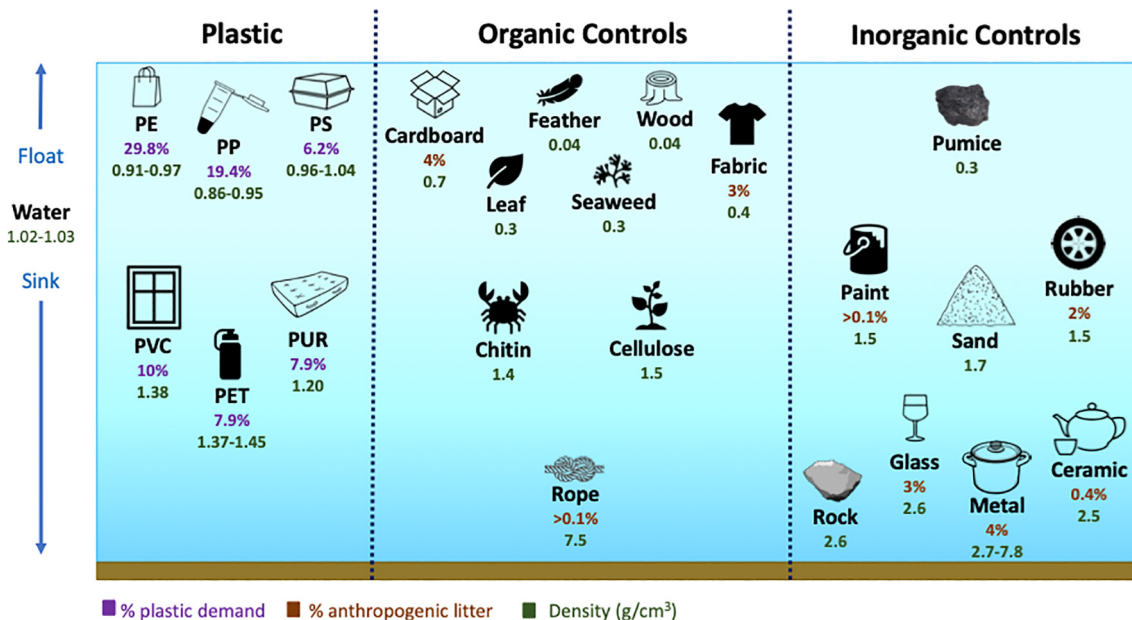 Plastic
Organic Controls
Inorganic Controls
Float
Water
1.02-1.03
Sink
PE
29.8%
0.91-0.97
PP
19.4%
0.86-0.95
PS
6.2%
0.96-1.04
PVC
10%
1.38
PET
7.9%
1.37-1.45
PUR
7.9%
1.20
Cardboard
4%
0.7
Feather
0.04
Wood
0.04
Fabric
3%
0.4
Leaf
0.3
Seaweed
0.3
Chitin
1.4
Cellulose
1.5
Rope
>0.1%
7.5
Pumice
0.3
Paint
>0.1%
1.5
Sand
1.7
Rubber
2%
1.5
Rock
2.6
Glass
3%
2.6
Metal
4%
2.7-7.8
Ceramic
0.4%
2.5
% plastic demand
% anthropogenic litter
Density (g/cm³)